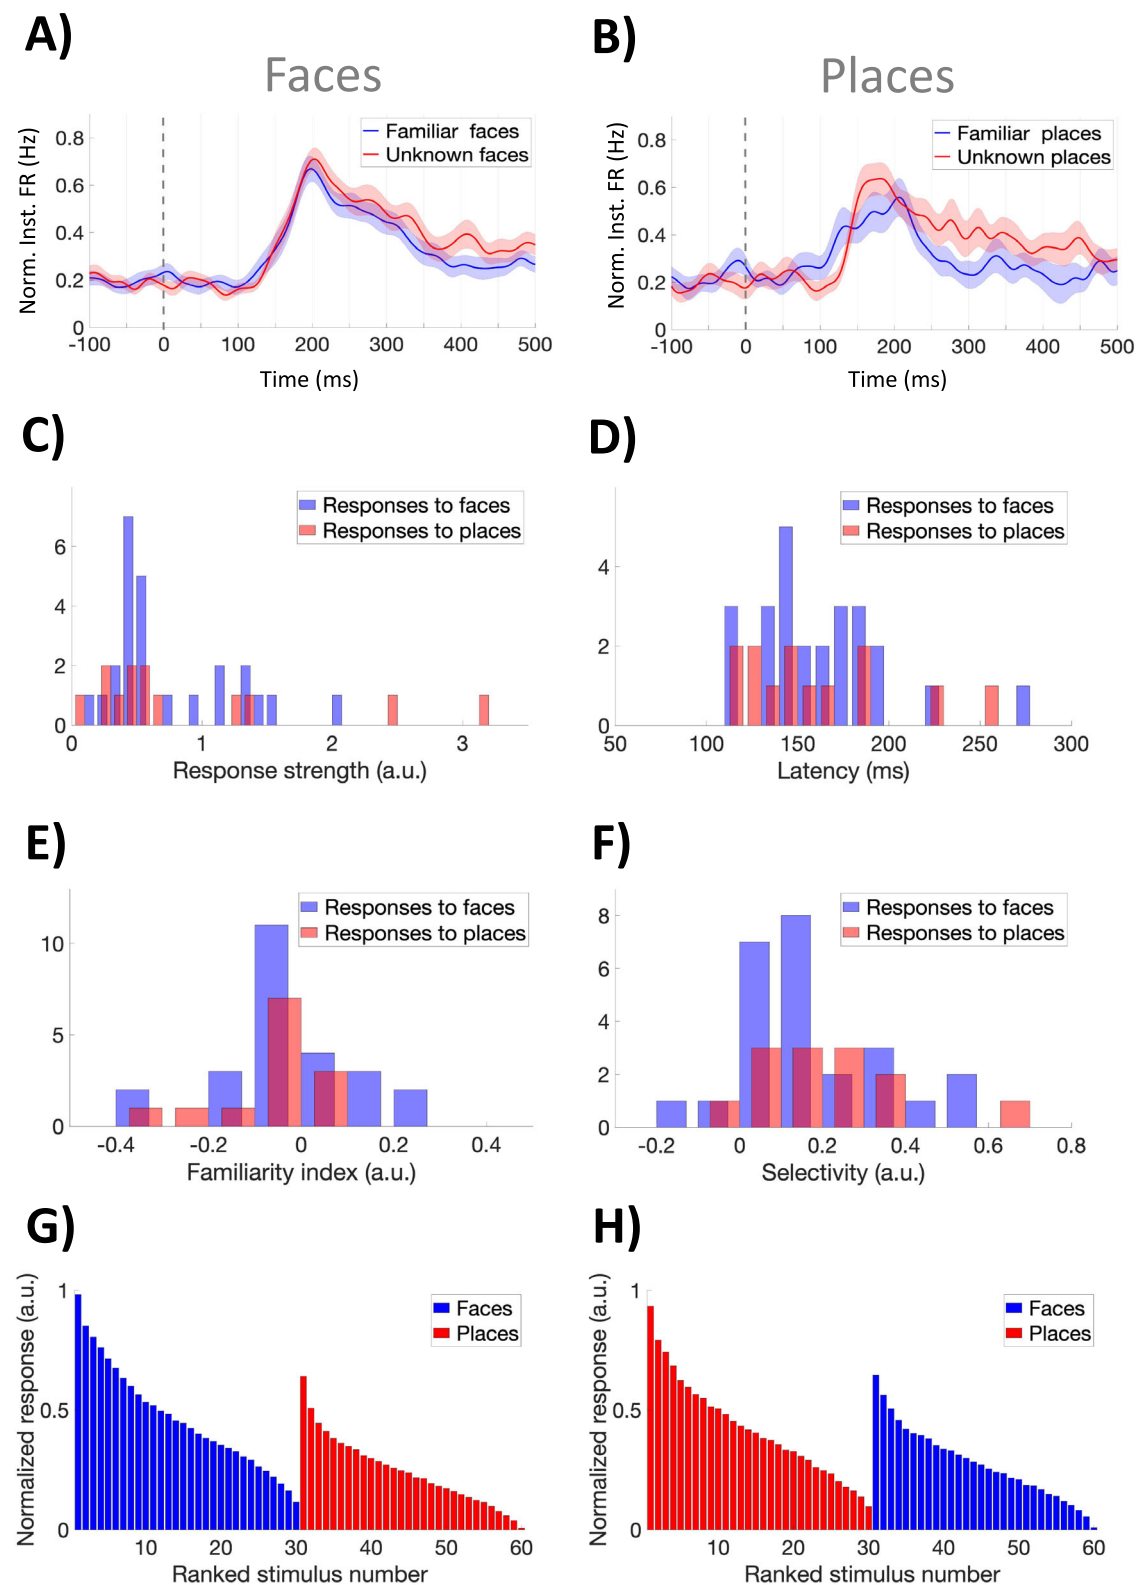 A)
Faces
Norm. Inst. FR (Hz)
0.8
0.6
0.4
0.2
0
Familiar faces
Unknown faces
-100 0 100 200 300 400 500
Time (ms)
B)
Places
Norm. Inst. FR (Hz)
0.8
0.6
0.4
0.2
0
Familiar places
Unknown places
-100 0 100 200 300 400 500
Time (ms)
C)
6
4
2
0
Responses to faces
Responses to places
0 1 2 3
Response strength (a.u.)
D)
4
2
0
Responses to faces
Responses to places
50 100 150 200 250 300
Latency (ms)
E)
10
5
0
Responses to faces
Responses to places
-0.4 -0.2 0 0.2 0.4
Familiarity index (a.u.)
F)
8
6
4
2
0
Responses to faces
Responses to places
-0.2 0 0.2 0.4 0.6 0.8
Selectivity (a.u.)
G)
Normalized response (a.u.)
1
0.5
0
Faces
Places
10 20 30 40 50 60
Ranked stimulus number
H)
Normalized response (a.u.)
1
0.5
0
Faces
Places
10 20 30 40 50 60
Ranked stimulus number